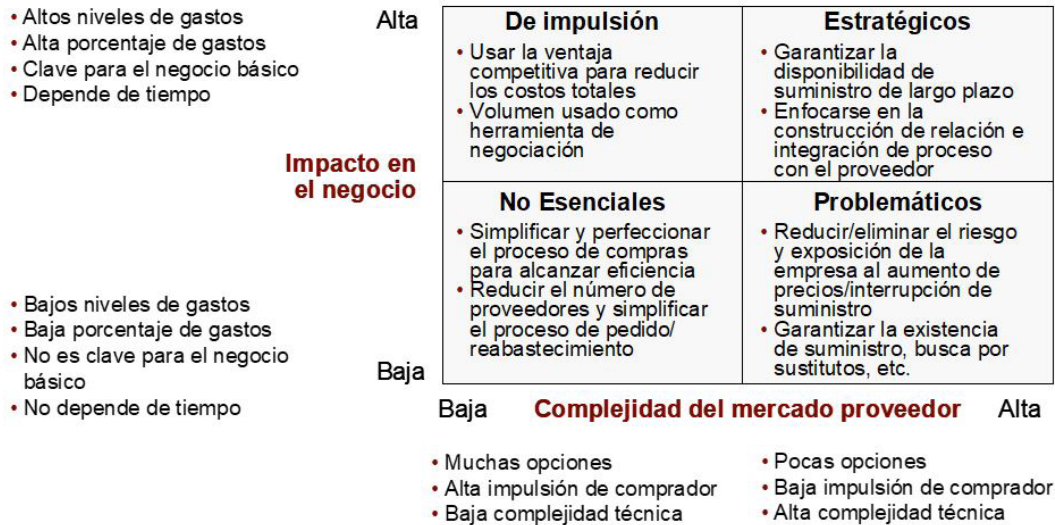 • Altos niveles de gastos
• Alta porcentaje de gastos
• Clave para el negocio básico
• Depende de tiempo
Alta
Impacto en
el negocio
• Bajos niveles de gastos
• Baja porcentaje de gastos
• No es clave para el negocio
básico
• No depende de tiempo
Baja
De impulsión
• Usar la ventaja
competitiva para reducir
los costos totales
• Volumen usado como
herramienta de
negociación
Estratégicos
• Garantizar la
disponibilidad de
suministro de largo plazo
• Enfocarse en la
construcción de relación e
integración de proceso
con el proveedor
No Esenciales
• Simplificar y perfeccionar
el proceso de compras
para alcanzar eficiencia
• Reducir el número de
proveedores y simplificar
el proceso de pedido/
reabastecimiento
Problemáticos
• Reducir/eliminar el riesgo
y exposición de la
empresa al aumento de
precios/interrupción de
suministro
• Garantizar la existencia
de suministro, busca por
sustitutos, etc.
Baja
Complejidad del mercado proveedor
Alta
• Muchas opciones
• Alta impulsión de comprador
• Baja complejidad técnica
• Pocas opciones
• Baja impulsión de comprador
• Alta complejidad técnica